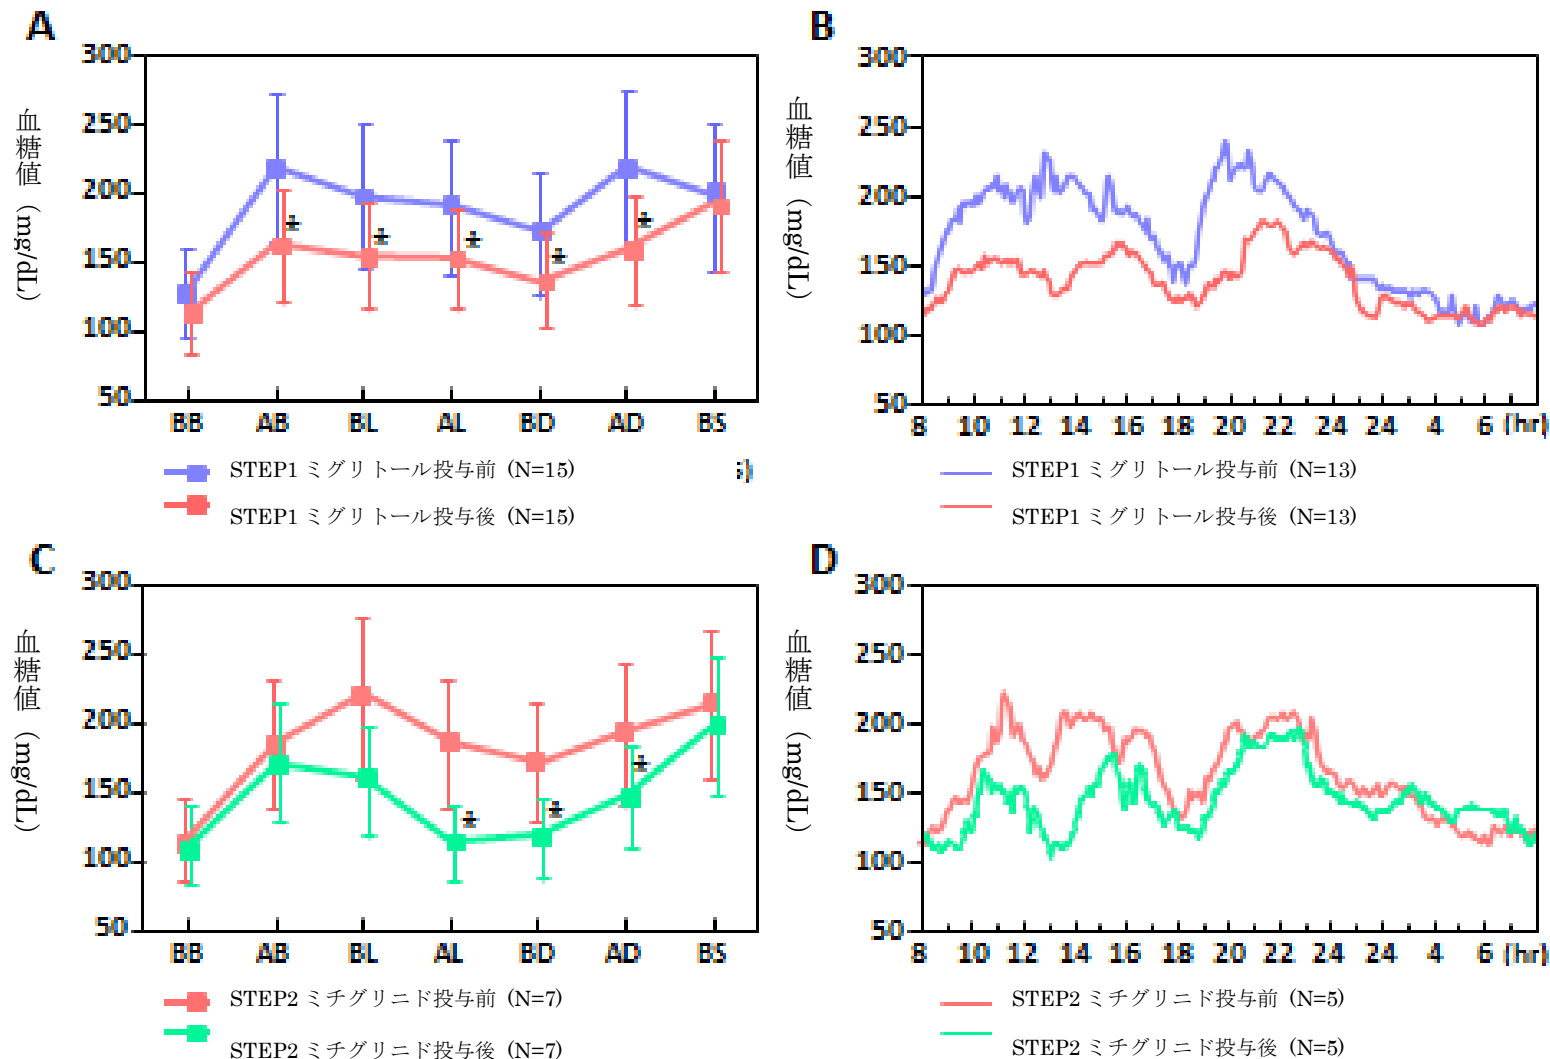 A
300
250
200
150
100
50
血糖値 (mg/dL)
BB AB BL AL BD AD BS
* * * * *
STEP1 ミグリトール投与前 (N=15)
STEP1 ミグリトール投与後 (N=15)
s)
B
300
250
200
150
100
50
血糖値 (mg/dL)
8 10 12 14 16 18 20 22 24 24 4 6 (hr)
STEP1 ミグリトール投与前 (N=13)
STEP1 ミグリトール投与後 (N=13)
C
300
250
200
150
100
50
血糖値 (mg/dL)
BB AB BL AL BD AD BS
* * *
STEP2 ミチグリニド投与前 (N=7)
STEP2 ミチグリニド投与後 (N=7)
D
300
250
200
150
100
50
血糖値 (mg/dL)
8 10 12 14 16 18 20 22 24 24 4 6 (hr)
STEP2 ミチグリニド投与前 (N=5)
STEP2 ミチグリニド投与後 (N=5)